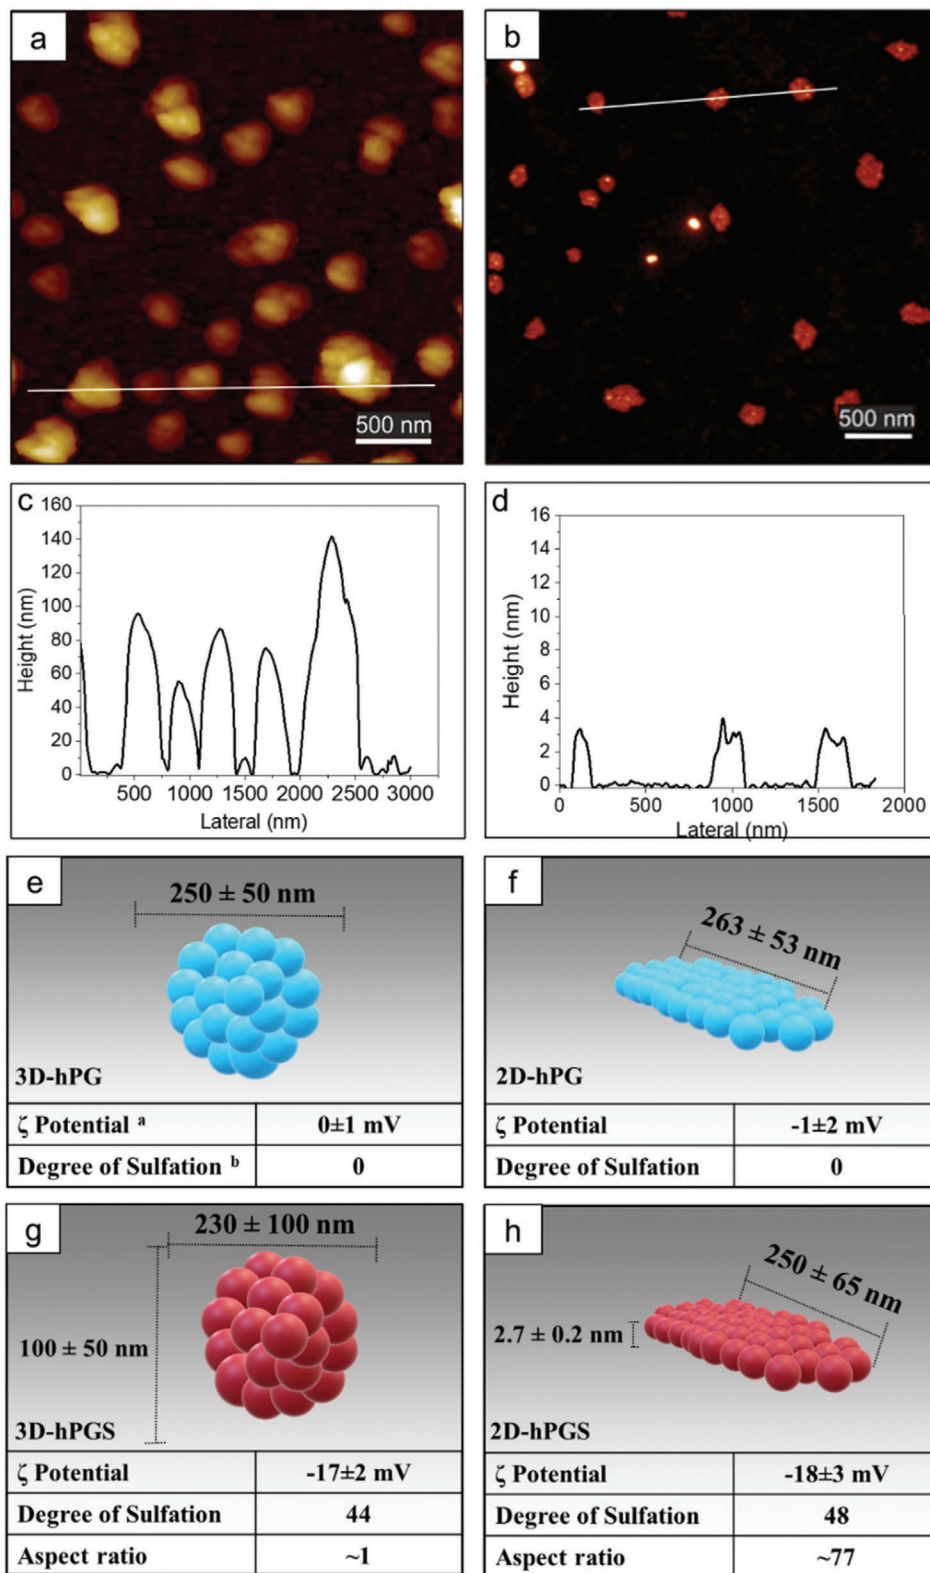 a
500 nm
b
500 nm
c
160
140
120
100
80
60
40
20
0
Height (nm)
500 1000 1500 2000 2500 3000
Lateral (nm)
d
16
14
12
10
8
6
4
2
0
Height (nm)
0 500 1000 1500 2000
Lateral (nm)
e
250 ± 50 nm
3D-hPG
ζ Potential ᵃ 0±1 mV
Degree of Sulfation ᵇ 0
f
263 ± 53 nm
2D-hPG
ζ Potential -1±2 mV
Degree of Sulfation 0
g
230 ± 100 nm
100 ± 50 nm
3D-hPGS
ζ Potential -17±2 mV
Degree of Sulfation 44
Aspect ratio ~1
h
250 ± 65 nm
2.7 ± 0.2 nm
2D-hPGS
ζ Potential -18±3 mV
Degree of Sulfation 48
Aspect ratio ~77